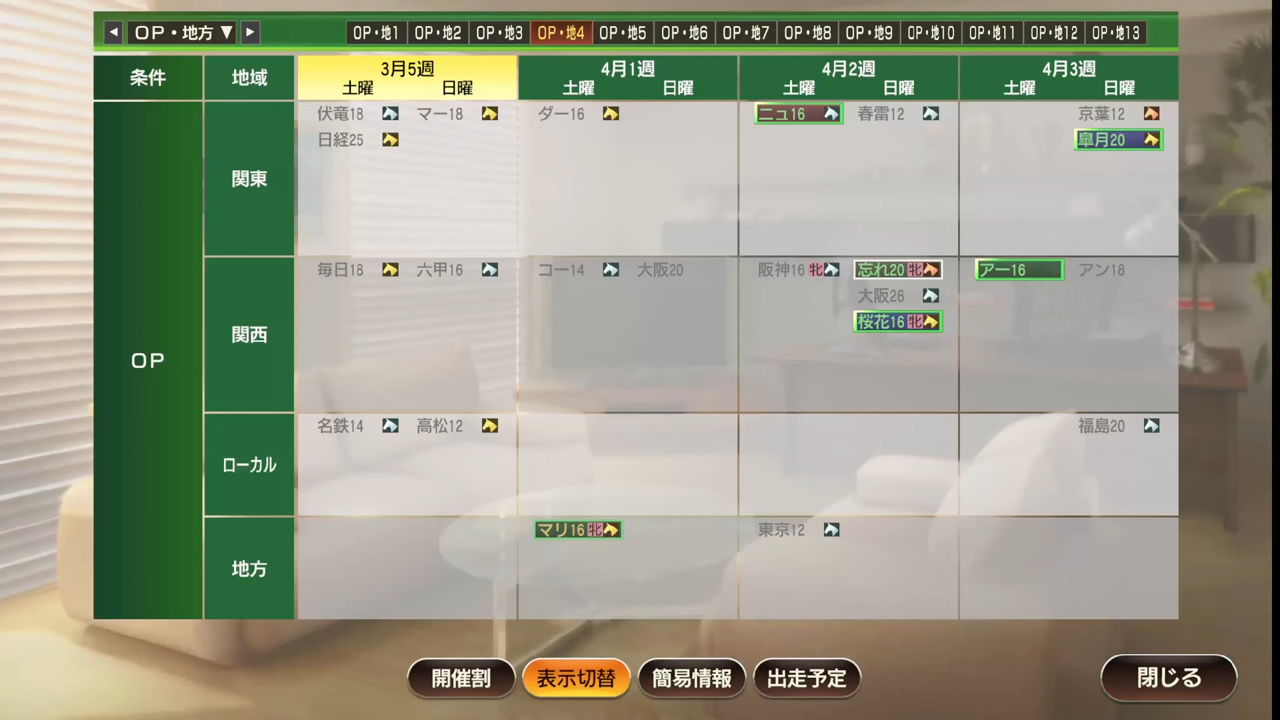 ◀ OP・地方▼ ▶ OP・地1 OP・地2 OP・地3 OP・地4 OP・地5 OP・地6 OP・地7 OP・地8 OP・地9 OP・地10 OP・地11 OP・地12 OP・地13
条件 地域 3月5週 4月1週 4月2週 4月3週
土曜 日曜 土曜 日曜 土曜 日曜 土曜 日曜
OP
関東
伏竜18 マー18 ダー16 ニュ16 春雷12 京葉12
日経25 皐月20
関西
毎日18 六甲16 コー14 大阪20 阪神16牝 忘れ20牝 アー16 アン18
大阪26
桜花16牝
ローカル
名鉄14 高松12 福島20
地方
マリ16牝 東京12
開催割 表示切替 簡易情報 出走予定 閉じる